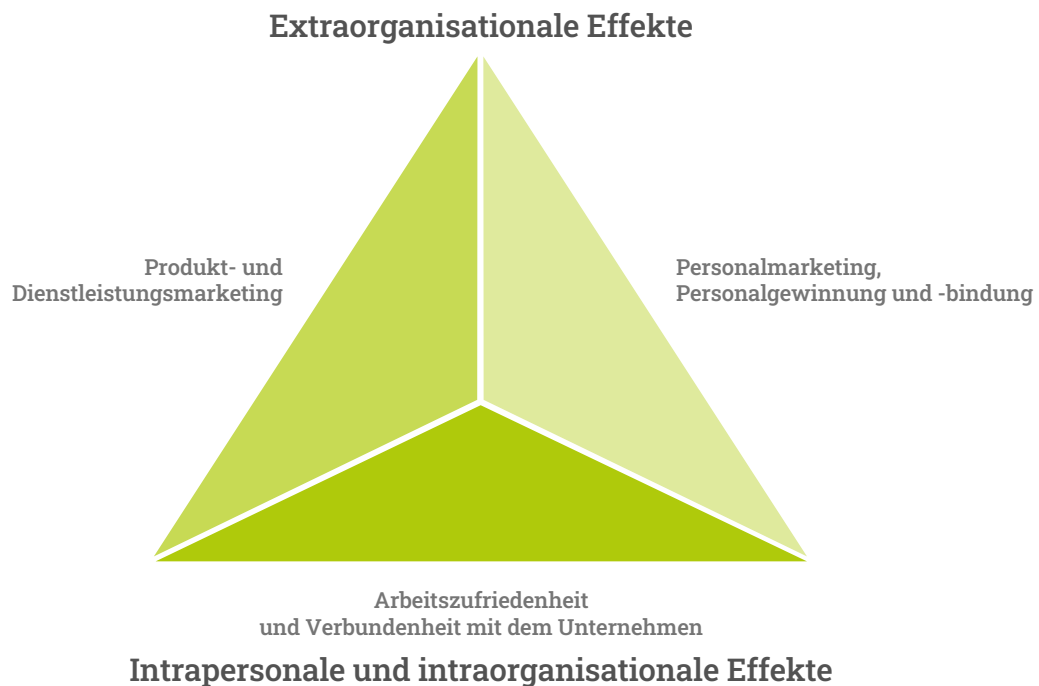 Extraorganisationale Effekte
Produkt- und
Dienstleistungsmarketing
Personalmarketing,
Personalgewinnung und -bindung
Arbeitszufriedenheit
und Verbundenheit mit dem Unternehmen
Intrapersonale und intraorganisationale Effekte